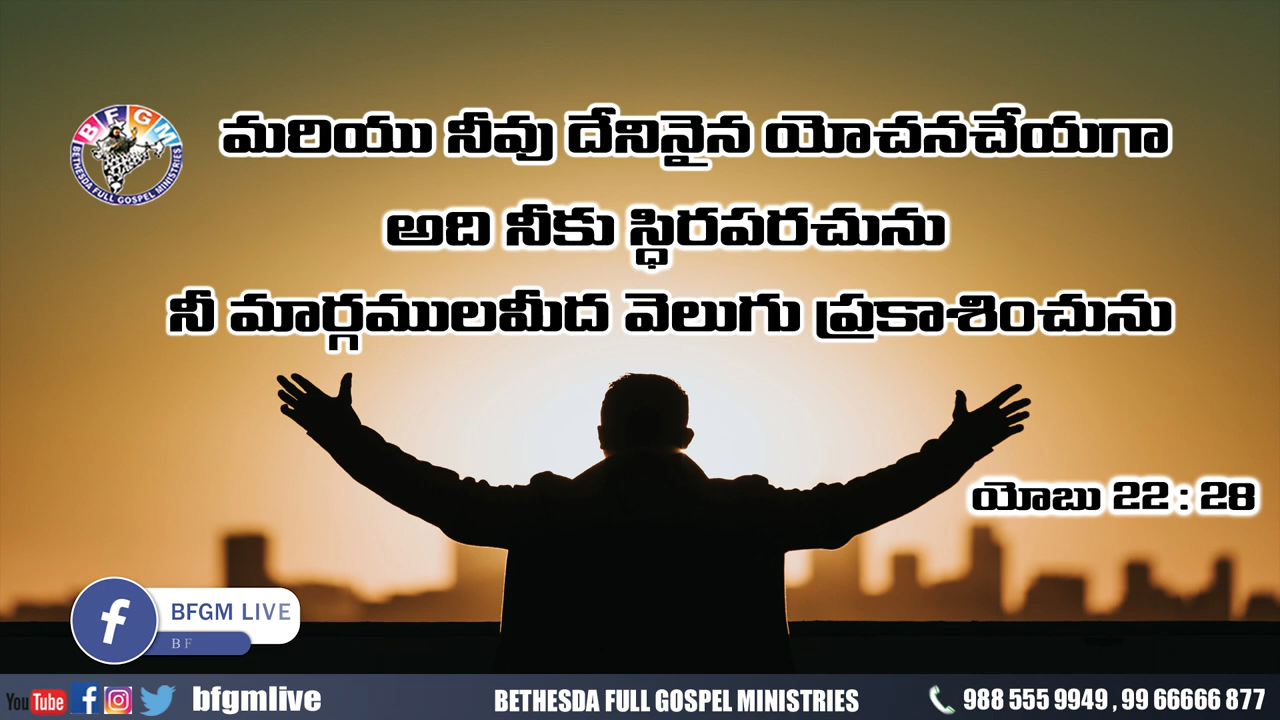 BFGM
BETHESDA FULL GOSPEL MINISTRIES
మరియు నీవు దేనినైన యోచనచేయగా
అది నీకు స్థిరపరచును
నీ మార్గములమీద వెలుగు ప్రకాశించును
యోబు 22 : 28
f BFGM LIVE
BF
YouTube f bfgmlive BETHESDA FULL GOSPEL MINISTRIES 988 555 9949 , 99 66666 877